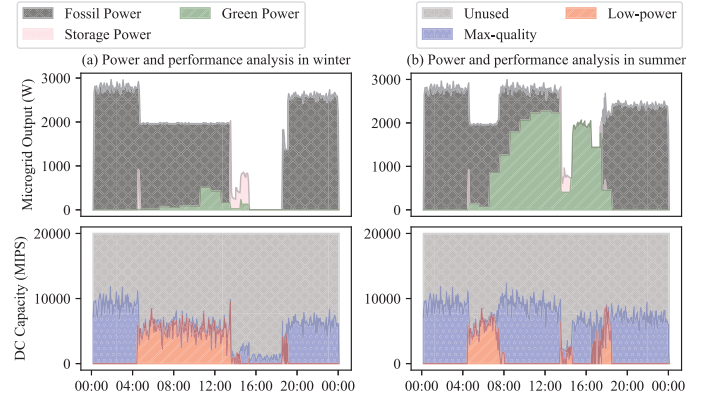 Fossil Power
Green Power
Storage Power
Unused
Low-power
Max-quality
(a) Power and performance analysis in winter
(b) Power and performance analysis in summer
Microgrid Output (W)
3000
2000
1000
0
3000
2000
1000
0
DC Capacity (MIPS)
20000
10000
0
20000
10000
0
00:00 04:00 08:00 12:00 16:00 20:00 00:00
00:00 04:00 08:00 12:00 16:00 20:00 00:00